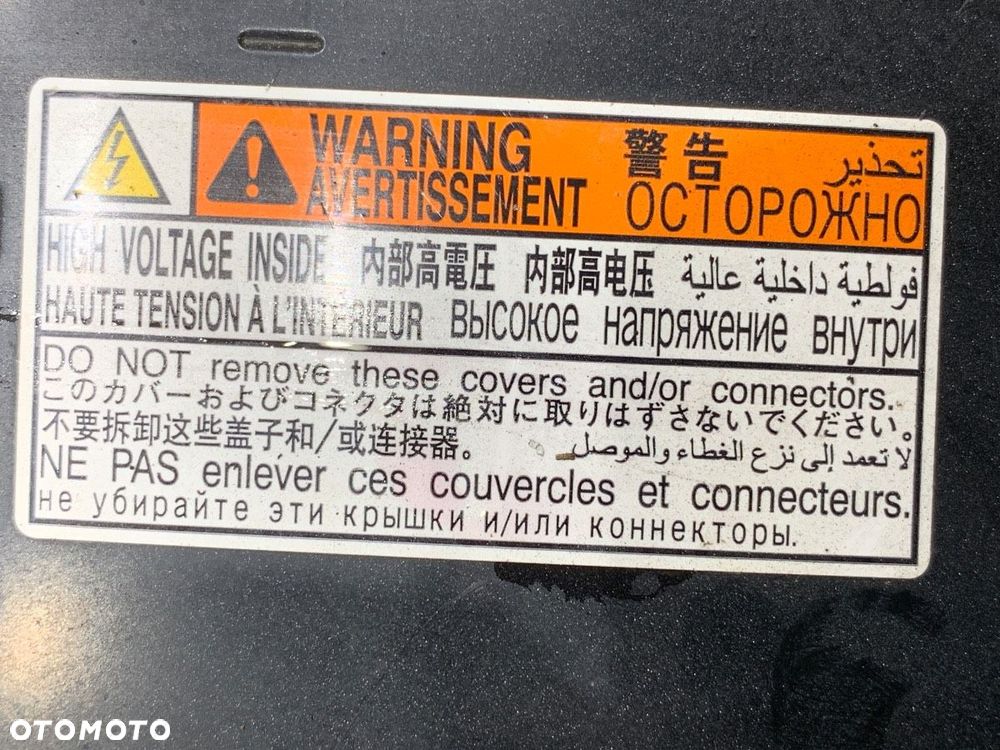 WARNING 警告 تحذير
AVERTISSEMENT ОСТОРОЖНО
HIGH VOLTAGE INSIDE 内部高電圧 内部高电压 فولطية داخلية عالية
HAUTE TENSION À L'INTÉRIEUR Высокое напряжение внутри
DO NOT remove these covers and/or connectors.
このカバーおよびコネクタは絶対に取りはずさないでください。
不要拆卸这些盖子和/或连接器。 لا تعمد إلى نزع الغطاء والموصل
NE PAS enlever ces couvercles et connecteurs.
не убирайте эти крышки и/или коннекторы.
OTOMOTO